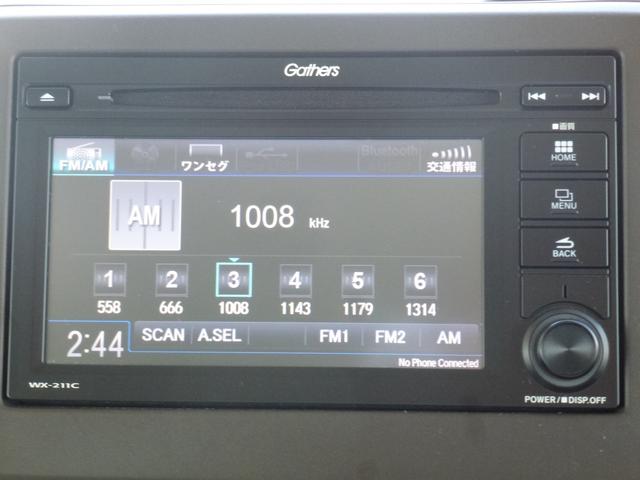 Gathers
■画質
HOME
MENU
BACK
FM/AM
ワンセグ
Bluetooth
交通情報
AM 1008 kHz
1 2 3 4 5 6
558 666 1008 1143 1179 1314
2:44 SCAN A.SEL FM1 FM2 AM
No Phone Connected
WX-211C
POWER/■DISP.OFF